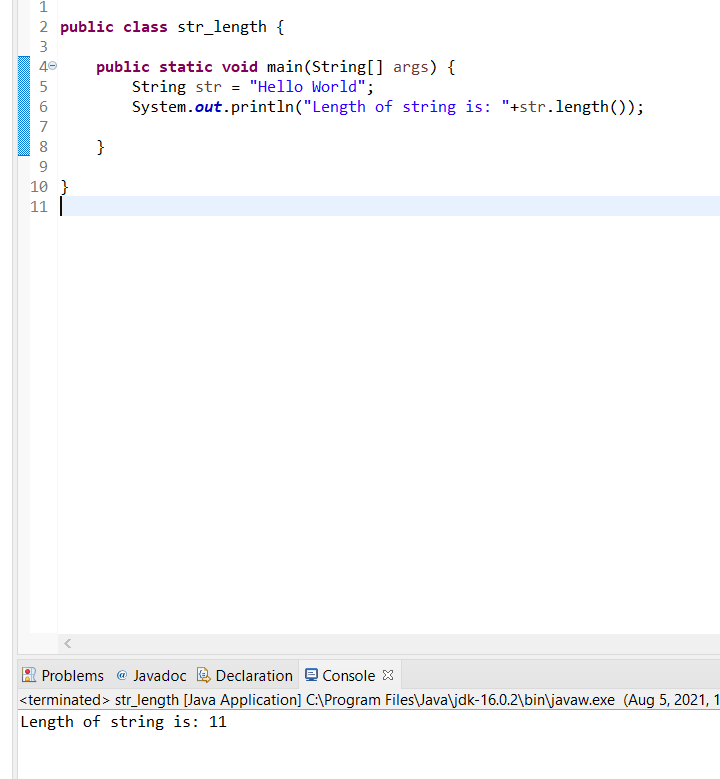 1
2 public class str_length {
3
4 public static void main(String[] args) {
5 String str = "Hello World";
6 System.out.println("Length of string is: "+str.length());
7
8 }
9
10 }
11
Problems @ Javadoc Declaration Console
<terminated> str_length [Java Application] C:\Program Files\Java\jdk-16.0.2\bin\javaw.exe (Aug 5, 2021, 1
Length of string is: 11